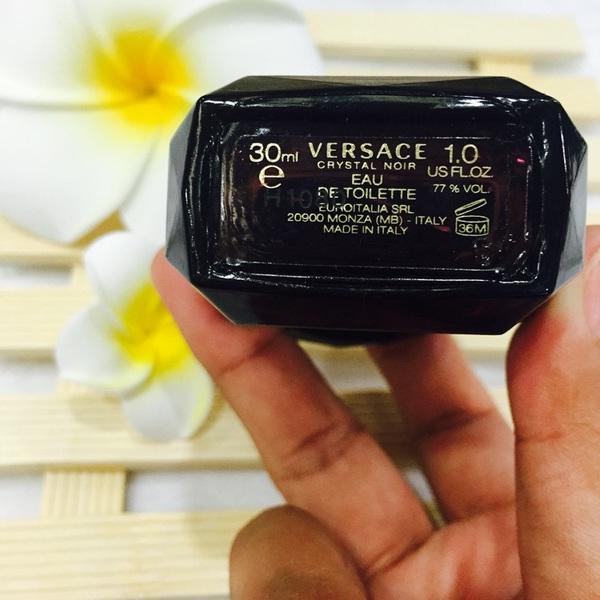 30ml VERSACE 1.0
CRYSTAL NOIR US FL.OZ.
e EAU 77 % VOL.
DE TOILETTE
EUROITALIA SRL
20900 MONZA (MB) - ITALY
MADE IN ITALY
36M